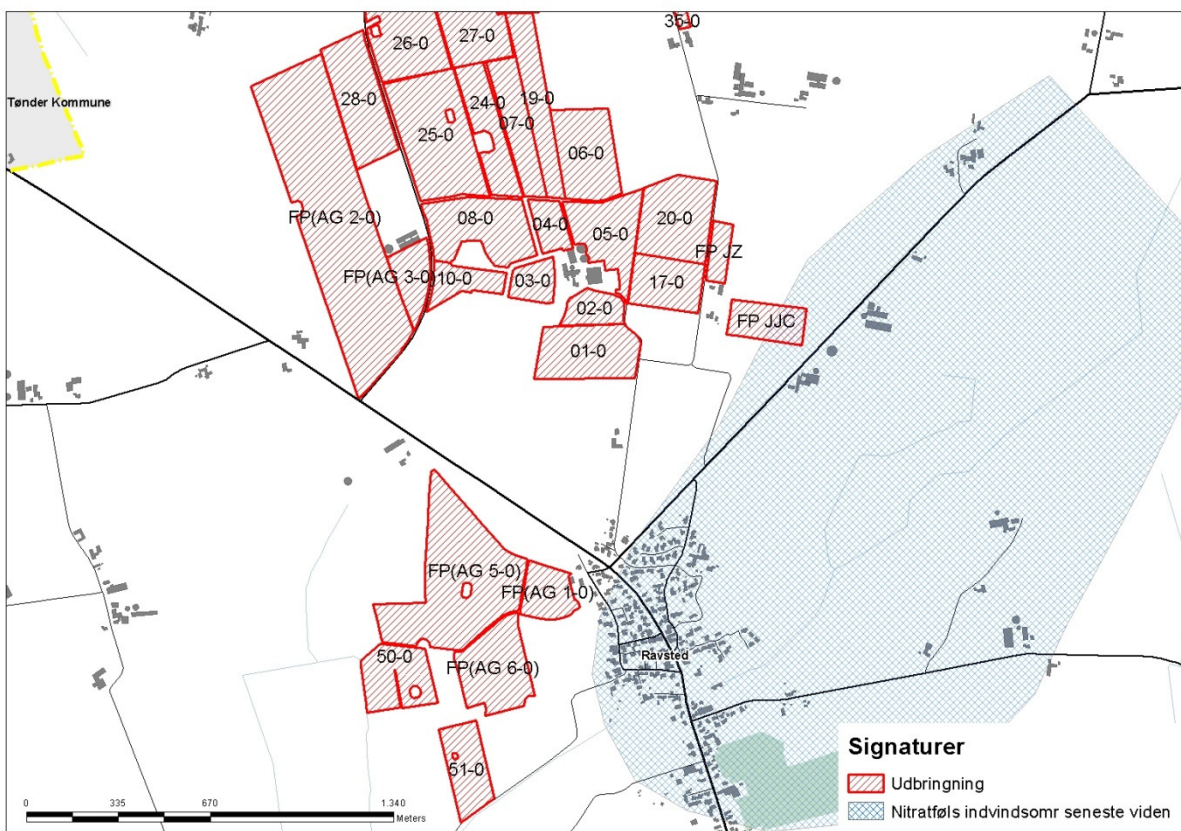 35-0
26-0
27-0
Tønder Kommune
28-0
24-0
19-0
07-0
25-0
06-0
FP(AG 2-0)
08-0
04-0
05-0
20-0
FP JZ
FP(AG 3-0)
10-0
03-0
17-0
02-0
FP JJC
01-0
FP(AG 5-0)
FP(AG 1-0)
50-0
FP(AG 6-0)
Ravsted
51-0
Signaturer
Udbringning
Nitratføls indvindsomr seneste viden
0 335 670 1.340
Meters